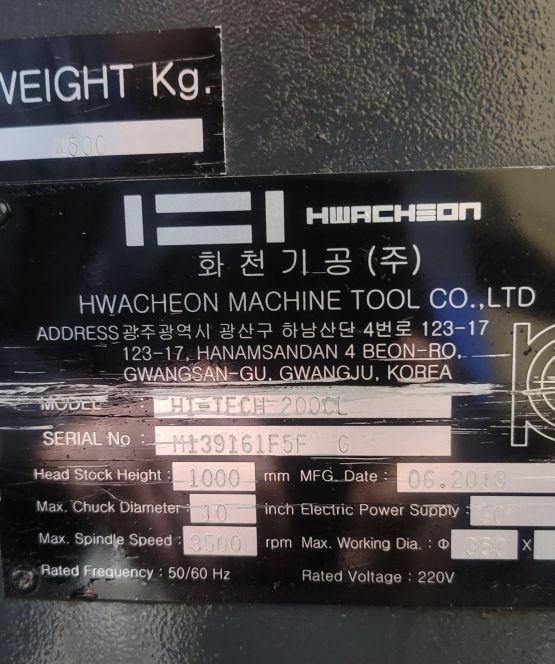 WEIGHT Kg.
4500
HWACHEON
화천기공(주)
HWACHEON MACHINE TOOL CO.,LTD
ADDRESS 광주광역시 광산구 하남산단 4번로 123-17
123-17, HANAMSANDAN 4 BEON-RO,
GWANGSAN-GU, GWANGJU, KOREA
MODEL : HI-TECH 200CL
SERIAL No : M139161F5F G
Head Stock Height : 1000 mm MFG. Date : 06.2013
Max. Chuck Diameter : 10 inch Electric Power Supply :
Max. Spindle Speed : 3500 rpm Max. Working Dia. : Φ 350 X
Rated Frequency : 50/60 Hz Rated Voltage : 220V